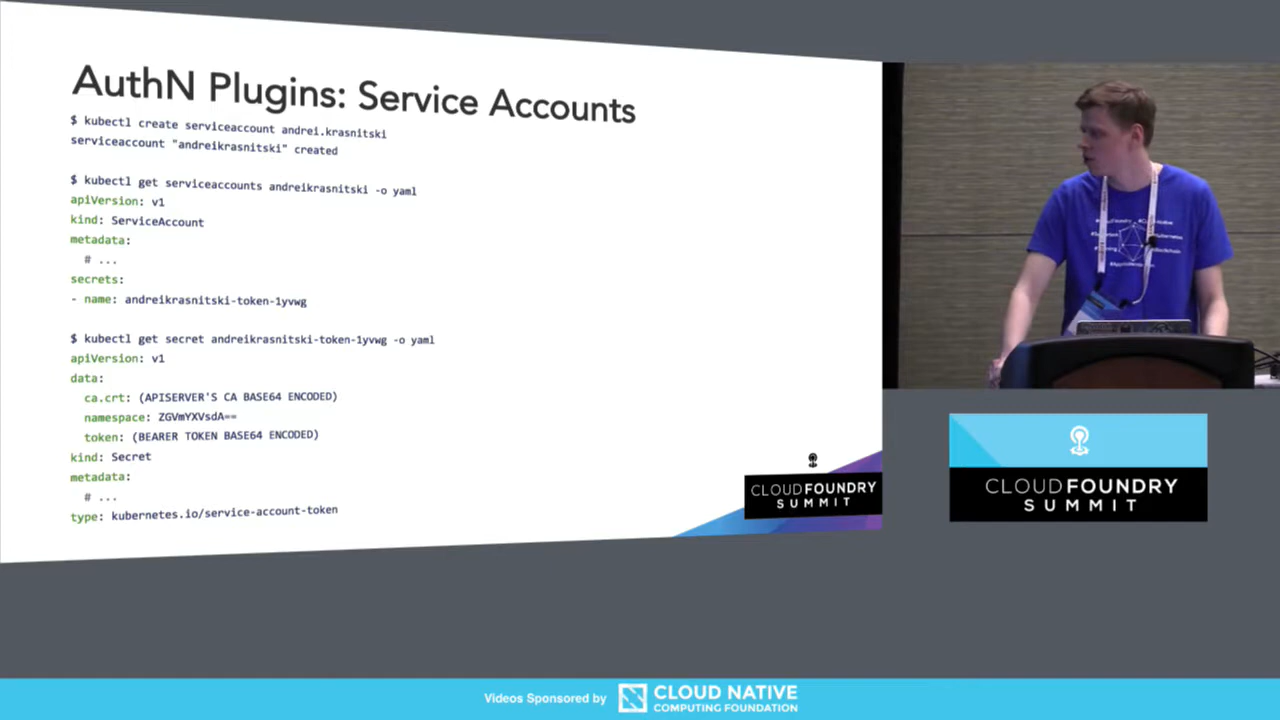 AuthN Plugins: Service Accounts
$ kubectl create serviceaccount andrei.krasnitski
serviceaccount "andreikrasnitski" created
$ kubectl get serviceaccounts andreikrasnitski -o yaml
apiVersion: v1
kind: ServiceAccount
metadata:
# ...
secrets:
- name: andreikrasnitski-token-1yvwg
$ kubectl get secret andreikrasnitski-token-1yvwg -o yaml
apiVersion: v1
data:
ca.crt: (APISERVER'S CA BASE64 ENCODED)
namespace: ZGVmYXVsdA==
token: (BEARER TOKEN BASE64 ENCODED)
kind: Secret
metadata:
# ...
type: kubernetes.io/service-account-token
CLOUDFOUNDRY
SUMMIT
CLOUDFOUNDRY
SUMMIT
Videos Sponsored by
CLOUD NATIVE
COMPUTING FOUNDATION